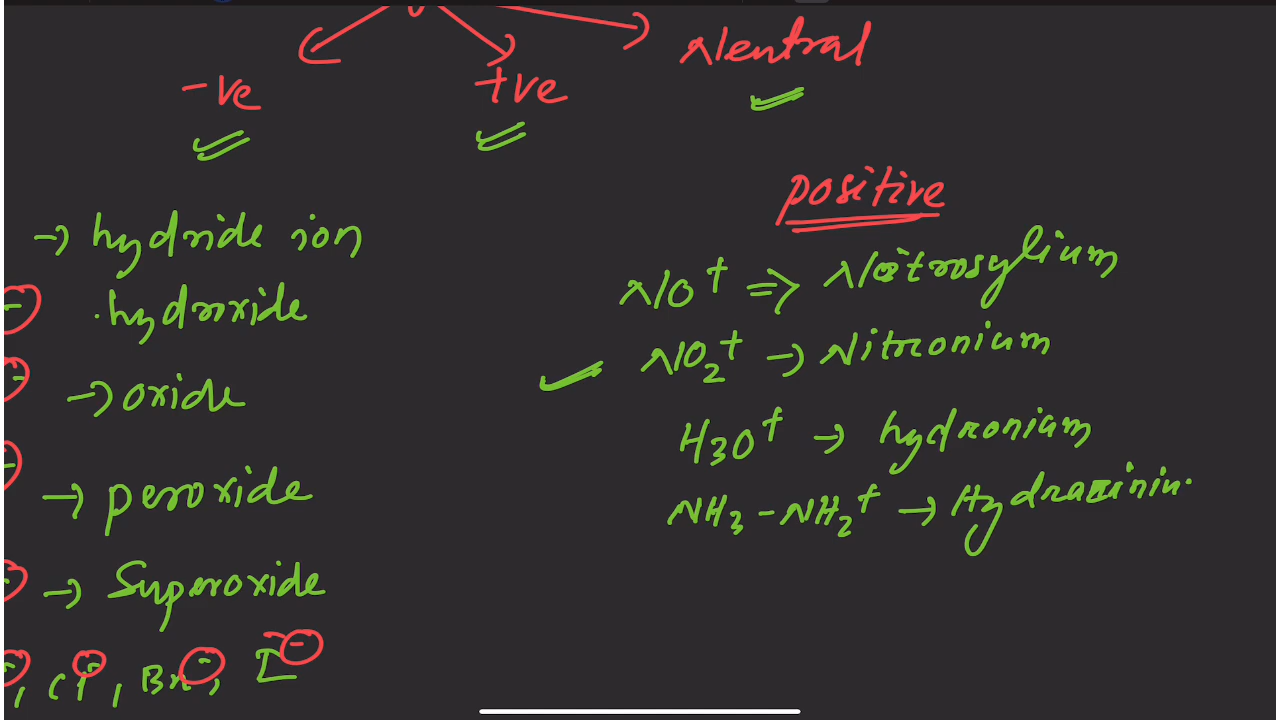 -ve +ve Neutral
positive
→ hydride ion
hydroxide
→ oxide
→ peroxide
→ Superoxide
, Cl⁻, Br⁻, I⁻
NO⁺ ⇒ Nitrosylium
NO₂⁺ → Nitronium
H₃O⁺ → hydronium
NH₃-NH₂⁺ →